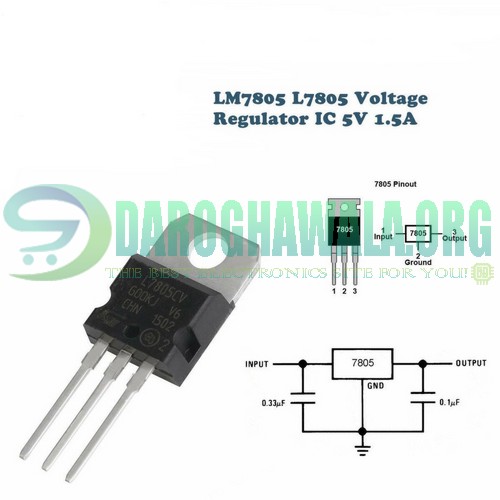 LM7805 L7805 Voltage
Regulator IC 5V 1.5A
7805 Pinout
DAROGHAWALA.ORG
THE BEST ELECTRONICS SITE FOR YOU!
7805
1 2 3
1
Input
7805
3
Output
2
Ground
L7805CV
600KJ V6
CHN 1502
2
INPUT
7805
OUTPUT
GND
0.33µF
0.1µF